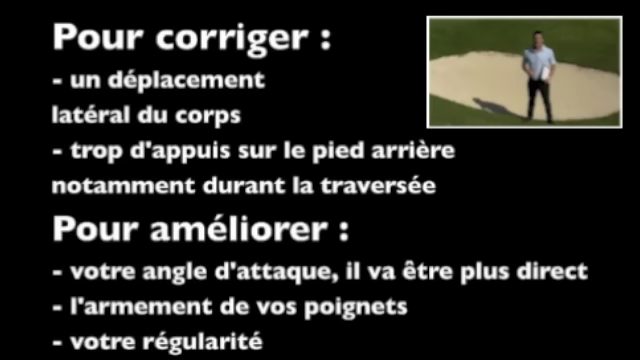 Pour corriger :
- un déplacement
latéral du corps
- trop d'appuis sur le pied arrière
notamment durant la traversée
Pour améliorer :
- votre angle d'attaque, il va être plus direct
- l'armement de vos poignets
- votre régularité